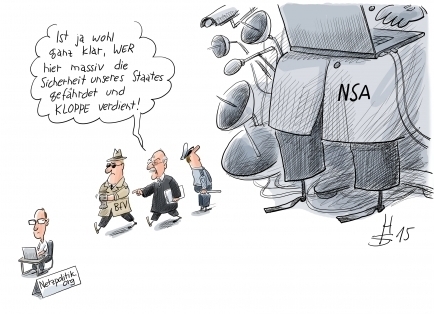 Ist ja wohl
ganz klar, WER
hier massiv die
Sicherheit unseres Staates
gefährdet und
KLOPPE verdient!
NSA
BfV
Netzpolitik.
org
15